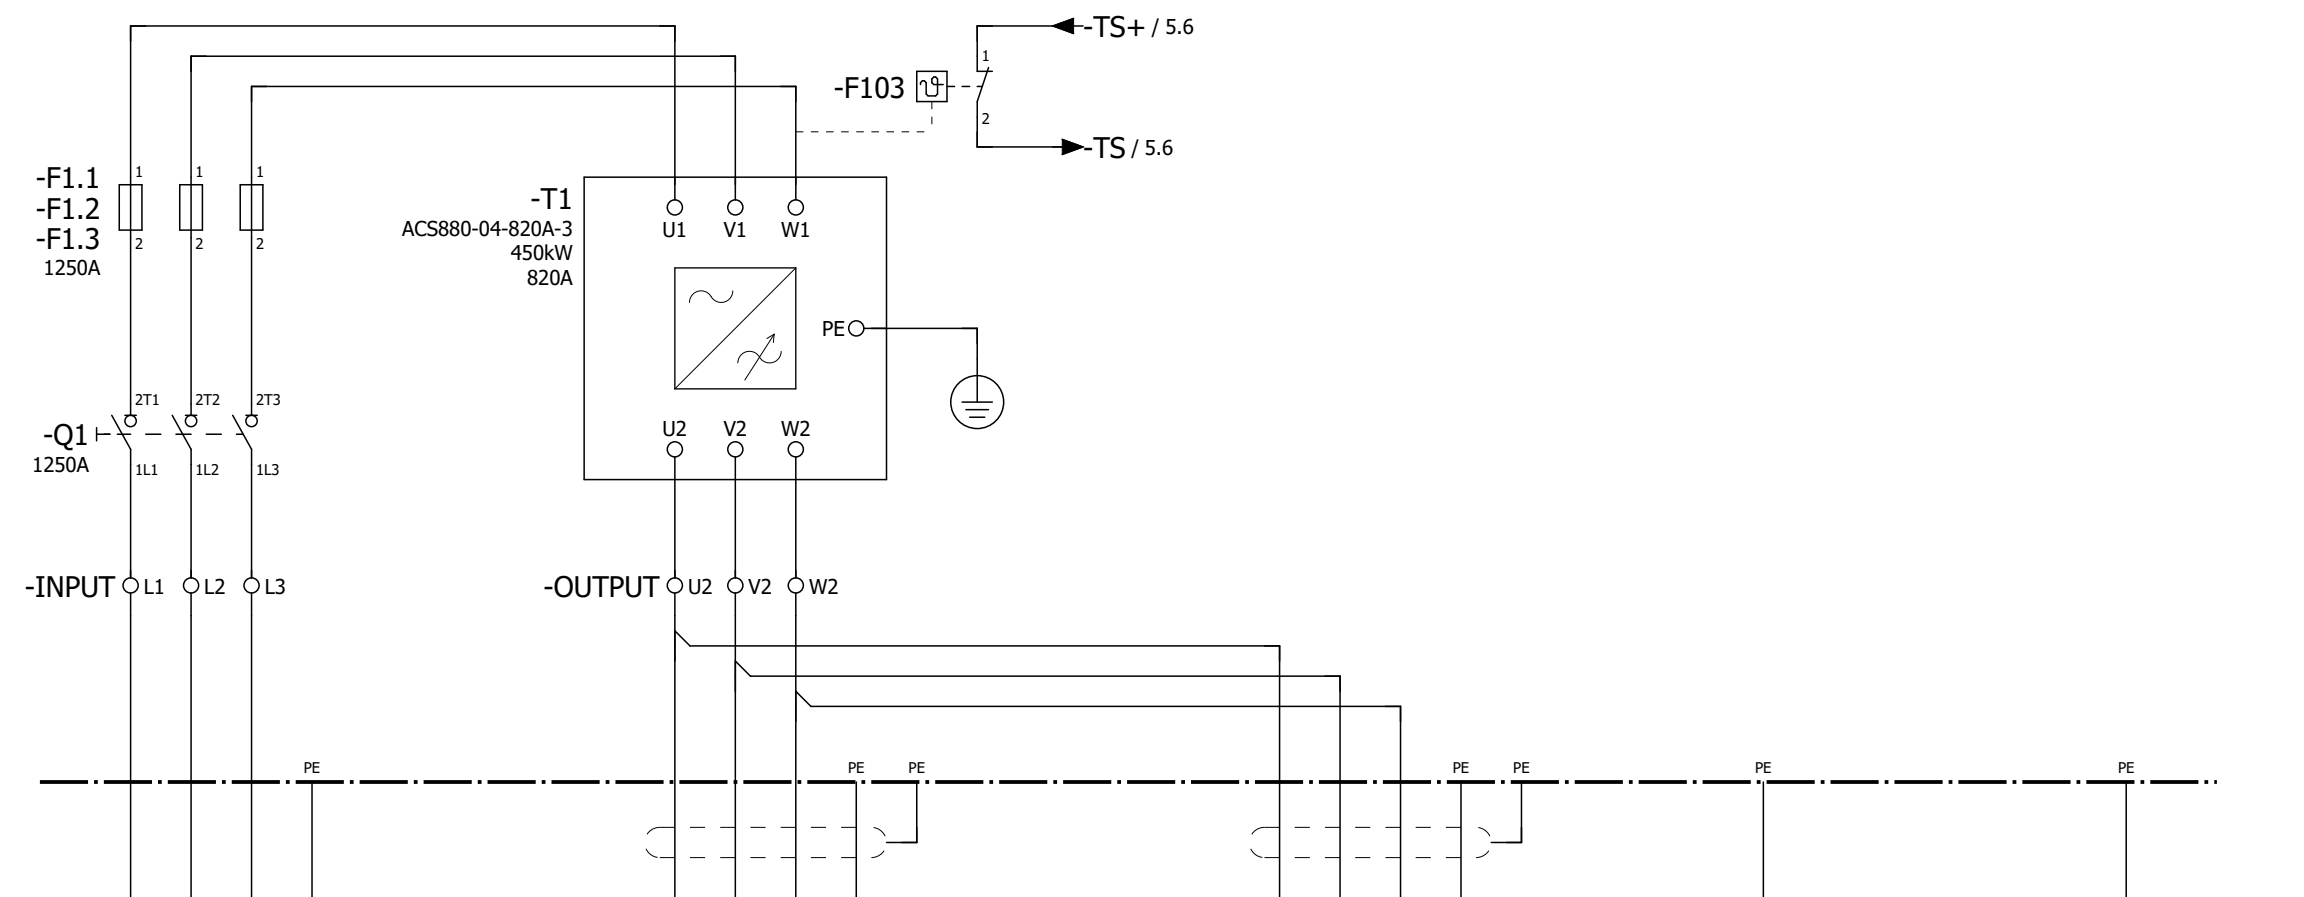 -TS+ / 5.6
1
-F103
2
-TS / 5.6
-F1.1
-F1.2
-F1.3
1250A
1 1 1
2 2 2
-T1
ACS880-04-820A-3
450kW
820A
U1 V1 W1
PE
U2 V2 W2
2T1 2T2 2T3
-Q1
1250A
1L1 1L2 1L3
-INPUT L1 L2 L3
-OUTPUT U2 V2 W2
PE PE PE PE PE PE PE